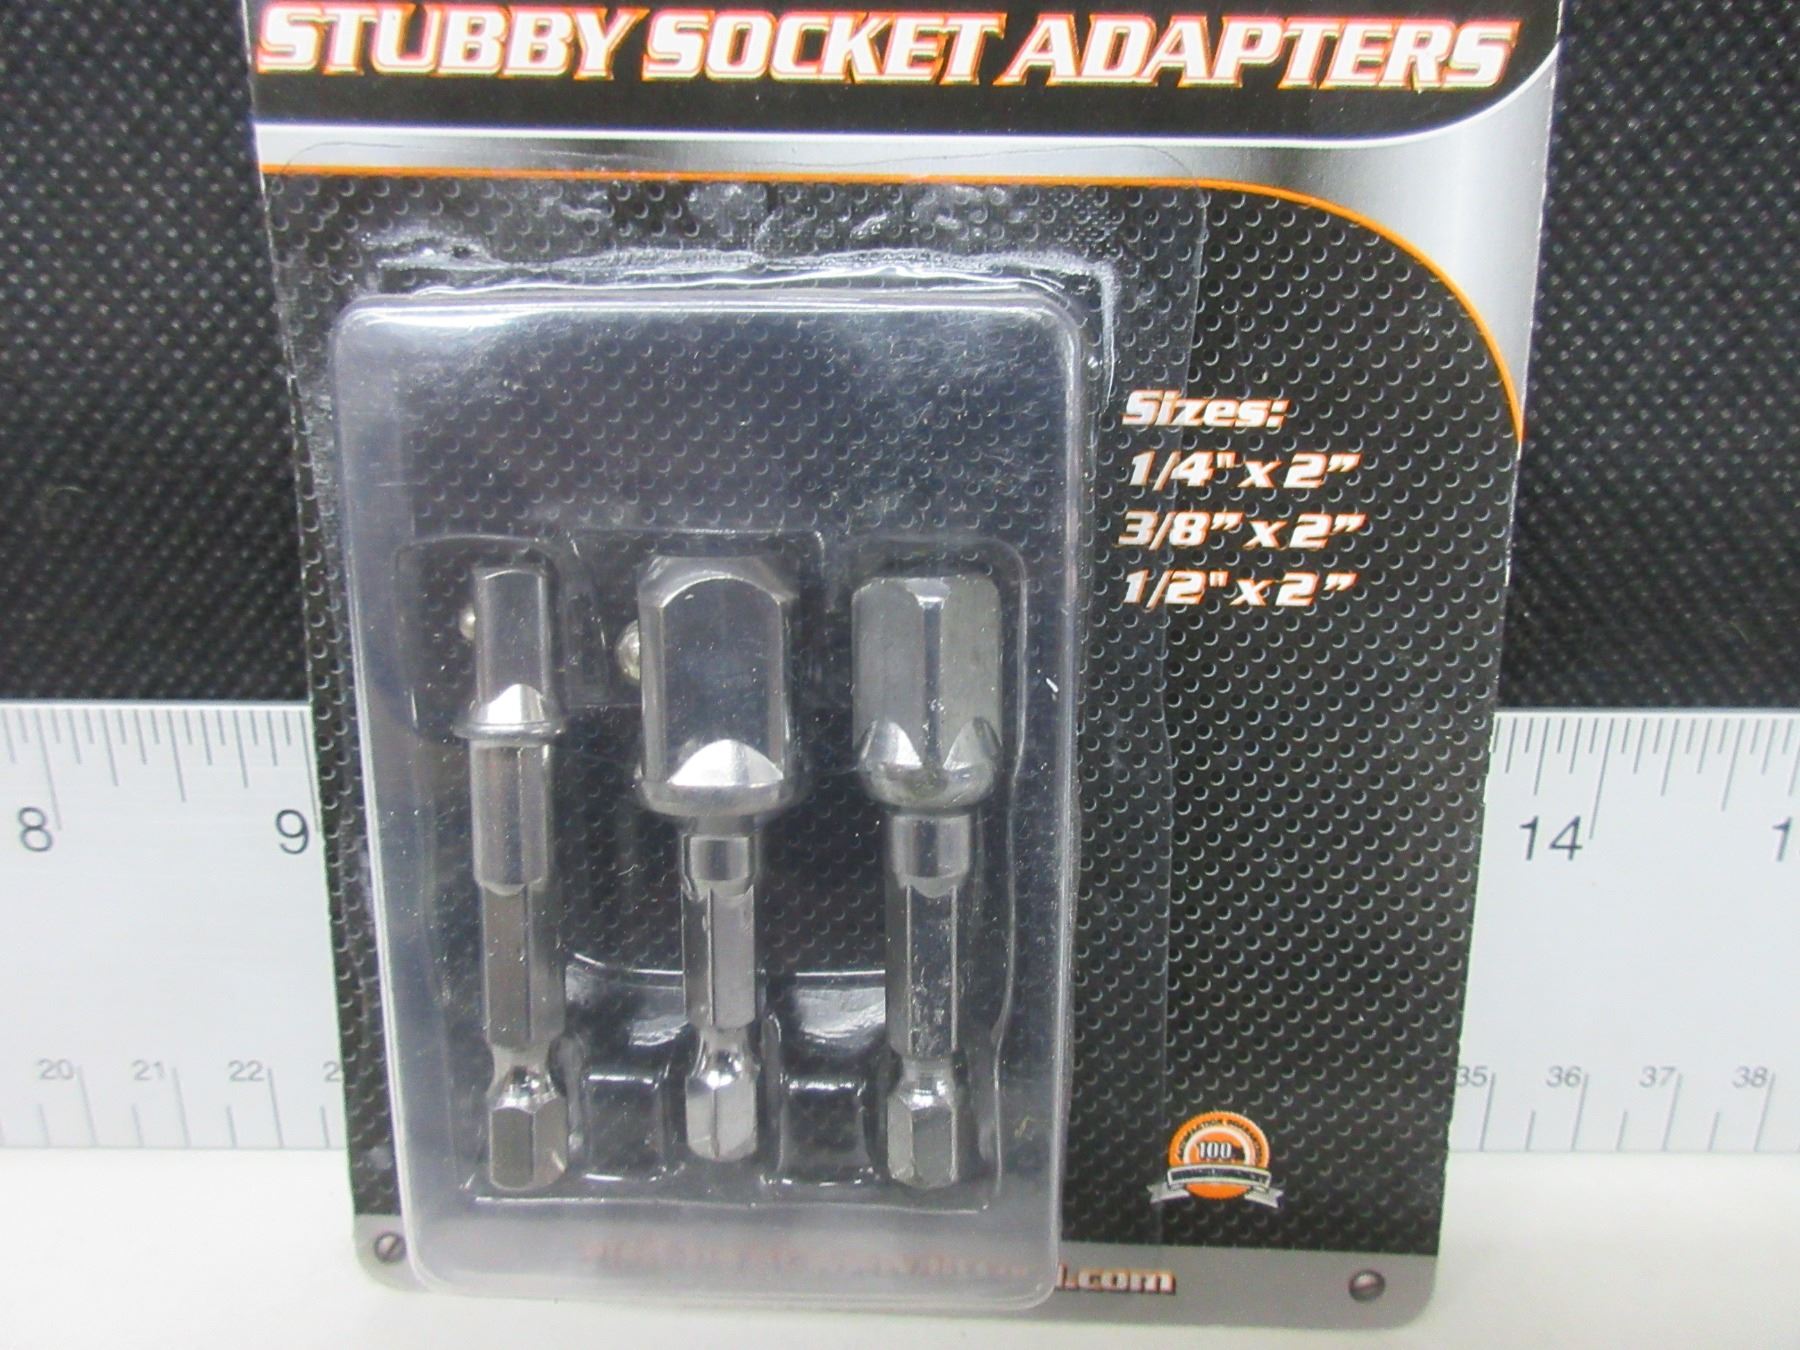 STUBBY SOCKET ADAPTERS
Sizes:
1/4" x 2”
3/8” x 2”
1/2" x 2”
8 9 14
20 21 22 35 36 37 38
100
.com